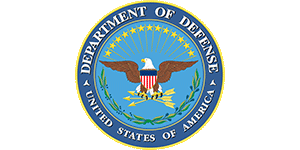 DEPARTMENT OF DEFENSE
UNITED STATES OF AMERICA